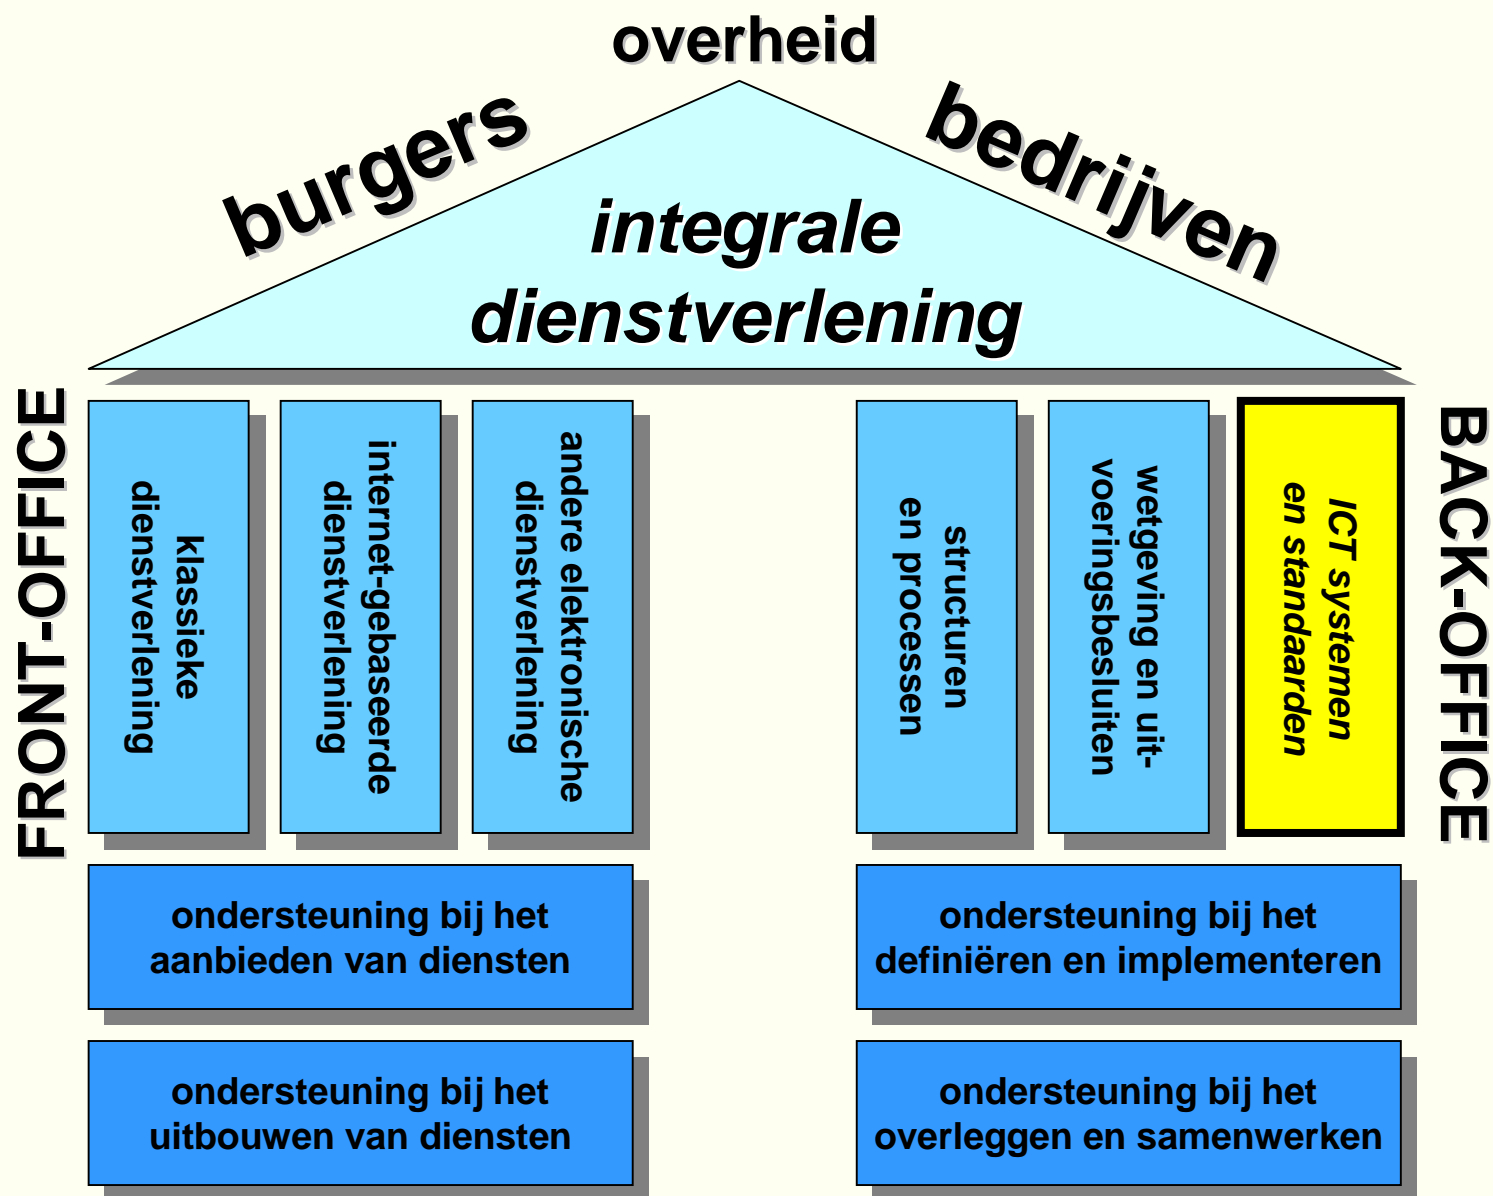 overheid
burgers
bedrijven
integrale
dienstverlening
FRONT-OFFICE
klassieke
dienstverlening
internet-gebaseerde
dienstverlening
andere elektronische
dienstverlening
structuren
en processen
wetgeving en uit-
voeringsbesluiten
ICT systemen
en standaarden
BACK-OFFICE
ondersteuning bij het
aanbieden van diensten
ondersteuning bij het
definiëren en implementeren
ondersteuning bij het
uitbouwen van diensten
ondersteuning bij het
overleggen en samenwerken